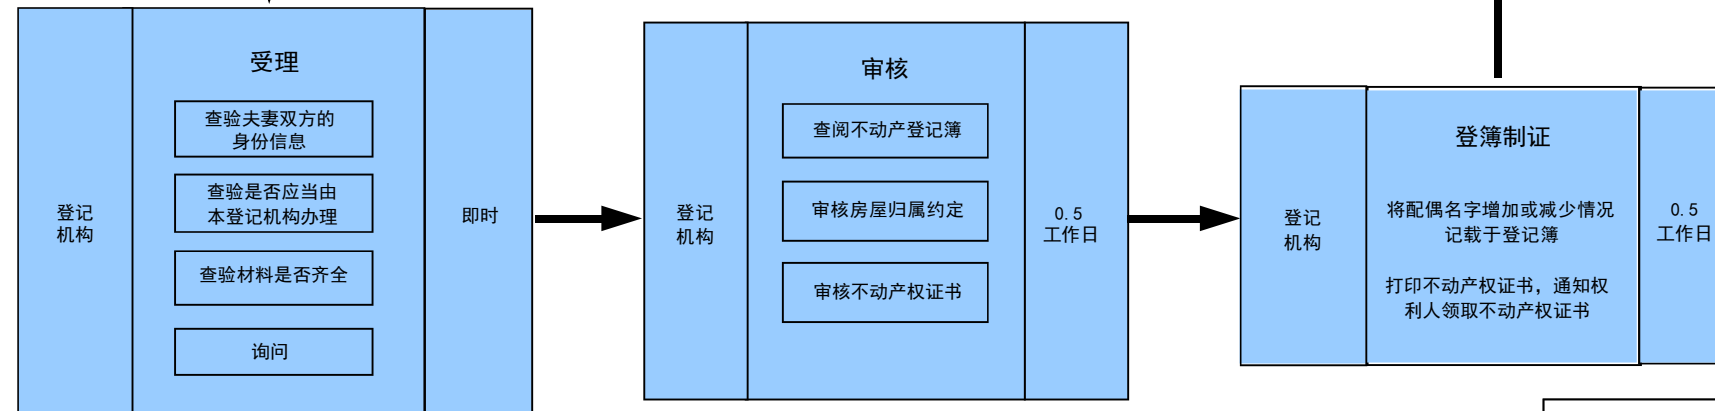 受理
查验夫妻双方的
身份信息
查验是否应当由
本登记机构办理
查验材料是否齐全
询问
登记
机构
即时
审核
查阅不动产登记簿
审核房屋归属约定
审核不动产权证书
登记
机构
0.5
工作日
登簿制证
将配偶名字增加或减少情况
记载于登记簿
打印不动产权证书，通知权
利人领取不动产权证书
登记
机构
0.5
工作日